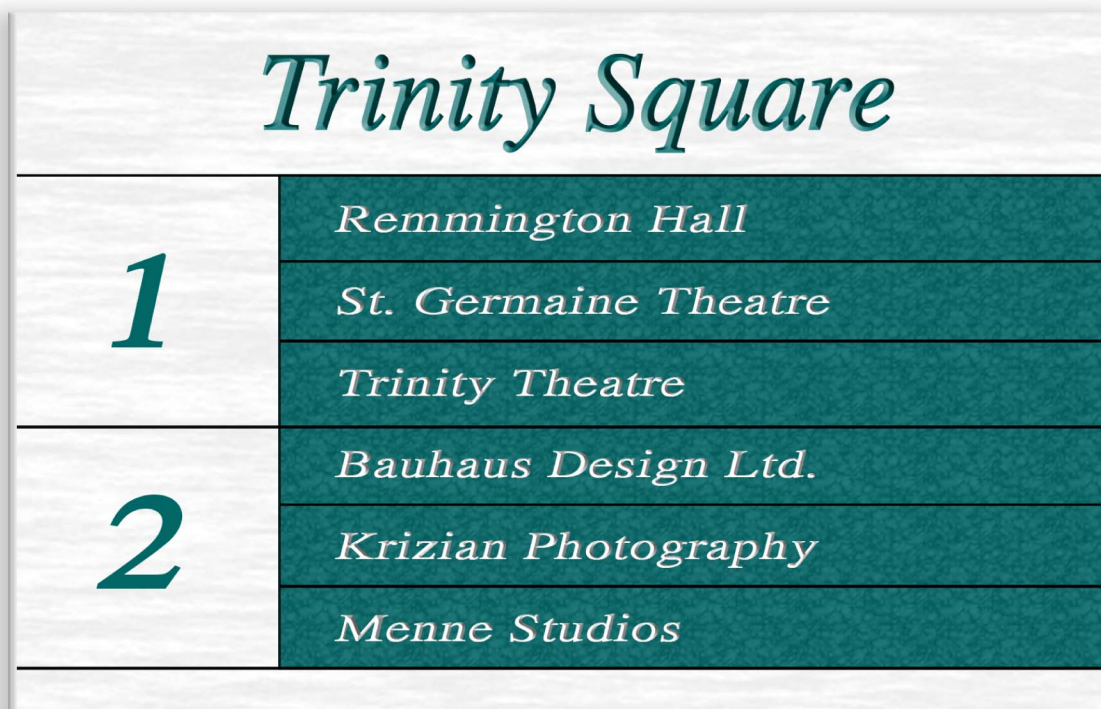 Trinity Square
1
Remmington Hall
St. Germaine Theatre
Trinity Theatre
2
Bauhaus Design Ltd.
Krizian Photography
Menne Studios